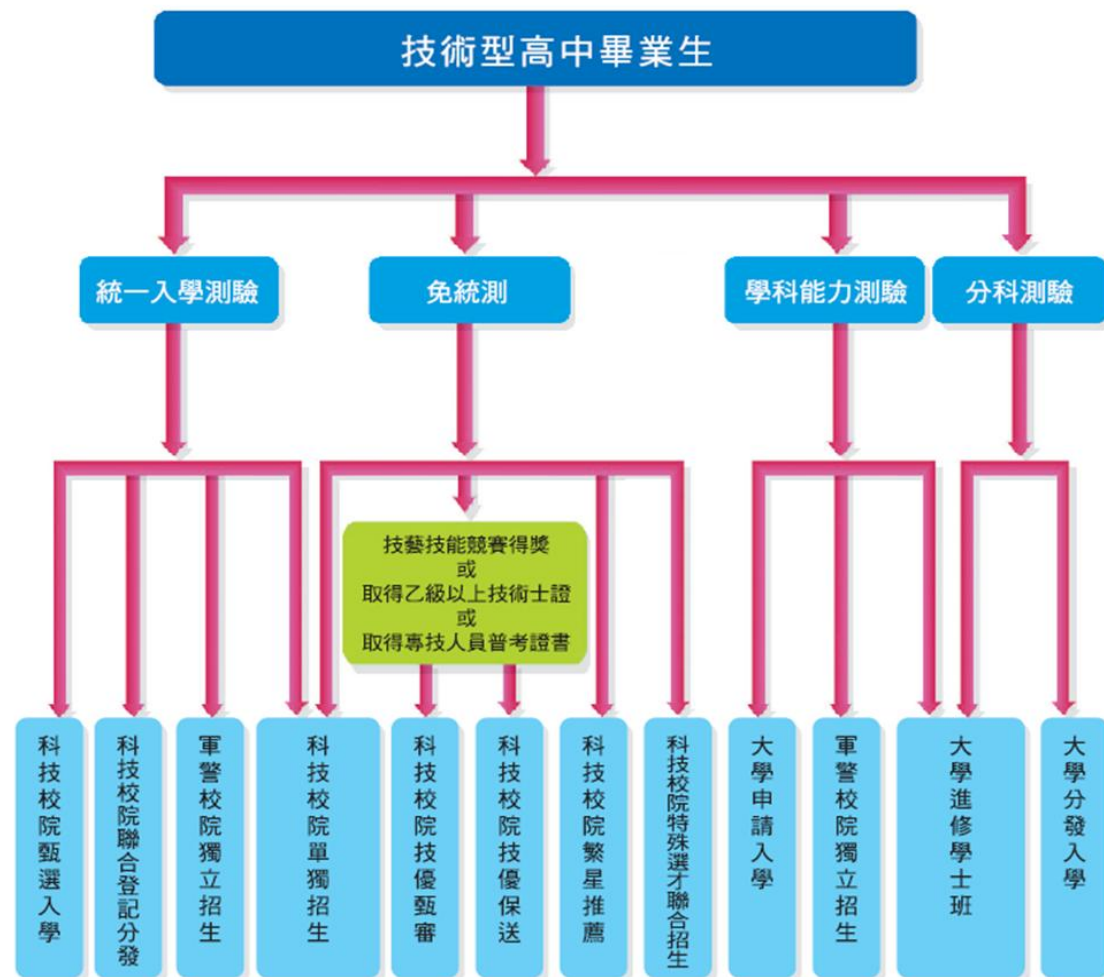 技術型高中畢業生
統一入學測驗
免統測
學科能力測驗
分科測驗
技藝技能競賽得獎
或
取得乙級以上技術士證
或
取得專技人員普考證書
科技校院甄選入學
科技校院聯合登記分發
軍警校院獨立招生
科技校院單獨招生
科技校院技優甄審
科技校院技優保送
科技校院繁星推薦
科技校院特殊選才聯合招生
大學申請入學
軍警校院獨立招生
大學進修學士班
大學分發入學